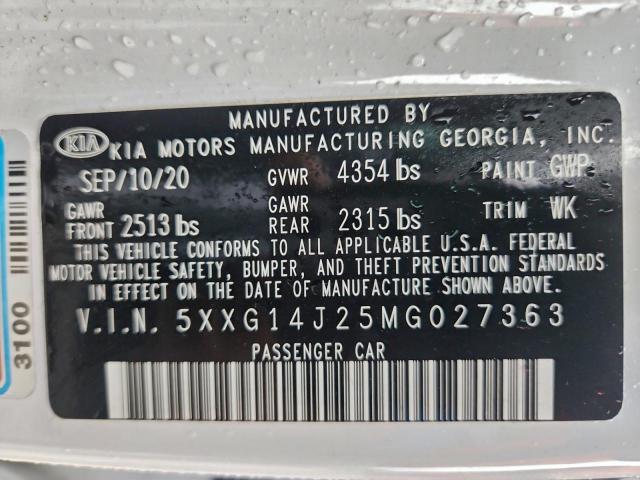 MANUFACTURED BY
KIA KIA MOTORS MANUFACTURING GEORGIA, INC.
SEP/10/20 GVWR 4354 lbs PAINT GWP
GAWR FRONT 2513 lbs GAWR REAR 2315 lbs TRIM WK
THIS VEHICLE CONFORMS TO ALL APPLICABLE U.S.A. FEDERAL
MOTOR VEHICLE SAFETY, BUMPER, AND THEFT PREVENTION STANDARDS
IN EFFECT ON THE DATE OF MANUFACTURE SHOWN ABOVE.
V.I.N. 5XXG14J25MG027363
PASSENGER CAR
3100